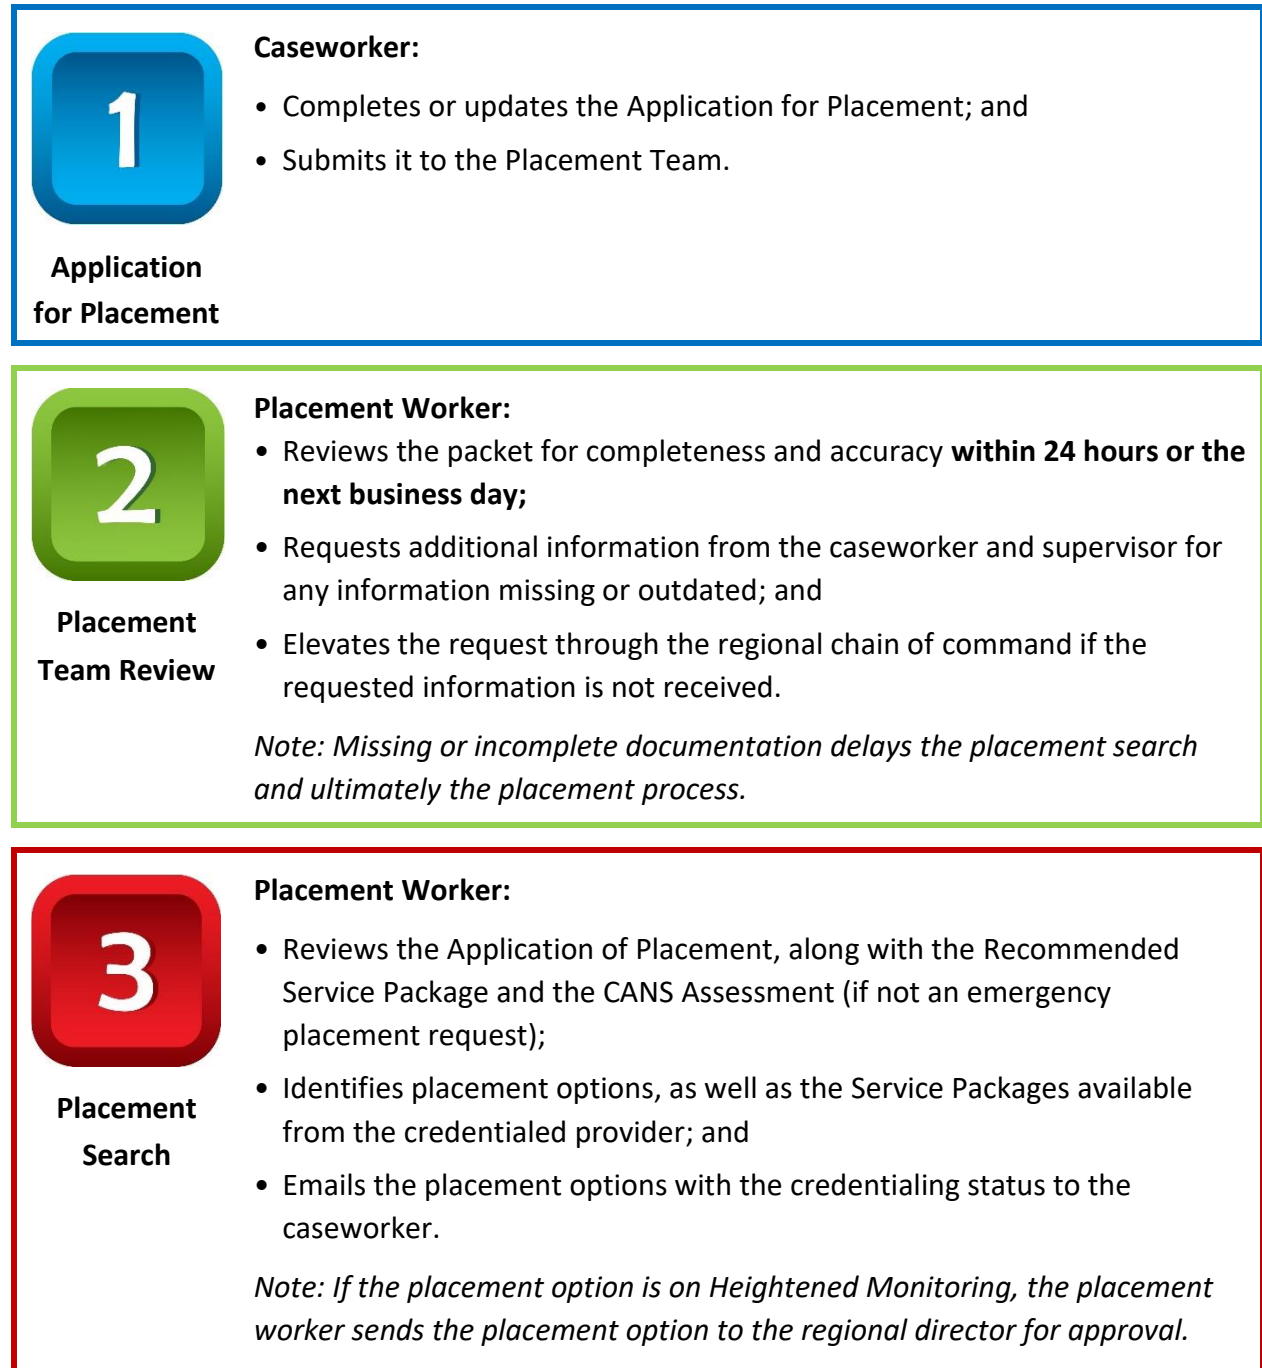 1
Application
for Placement
Caseworker:
• Completes or updates the Application for Placement; and
• Submits it to the Placement Team.
2
Placement
Team Review
Placement Worker:
• Reviews the packet for completeness and accuracy within 24 hours or the
next business day;
• Requests additional information from the caseworker and supervisor for
any information missing or outdated; and
• Elevates the request through the regional chain of command if the
requested information is not received.
Note: Missing or incomplete documentation delays the placement search
and ultimately the placement process.
3
Placement
Search
Placement Worker:
• Reviews the Application of Placement, along with the Recommended
Service Package and the CANS Assessment (if not an emergency
placement request);
• Identifies placement options, as well as the Service Packages available
from the credentialed provider; and
• Emails the placement options with the credentialing status to the
caseworker.
Note: If the placement option is on Heightened Monitoring, the placement
worker sends the placement option to the regional director for approval.